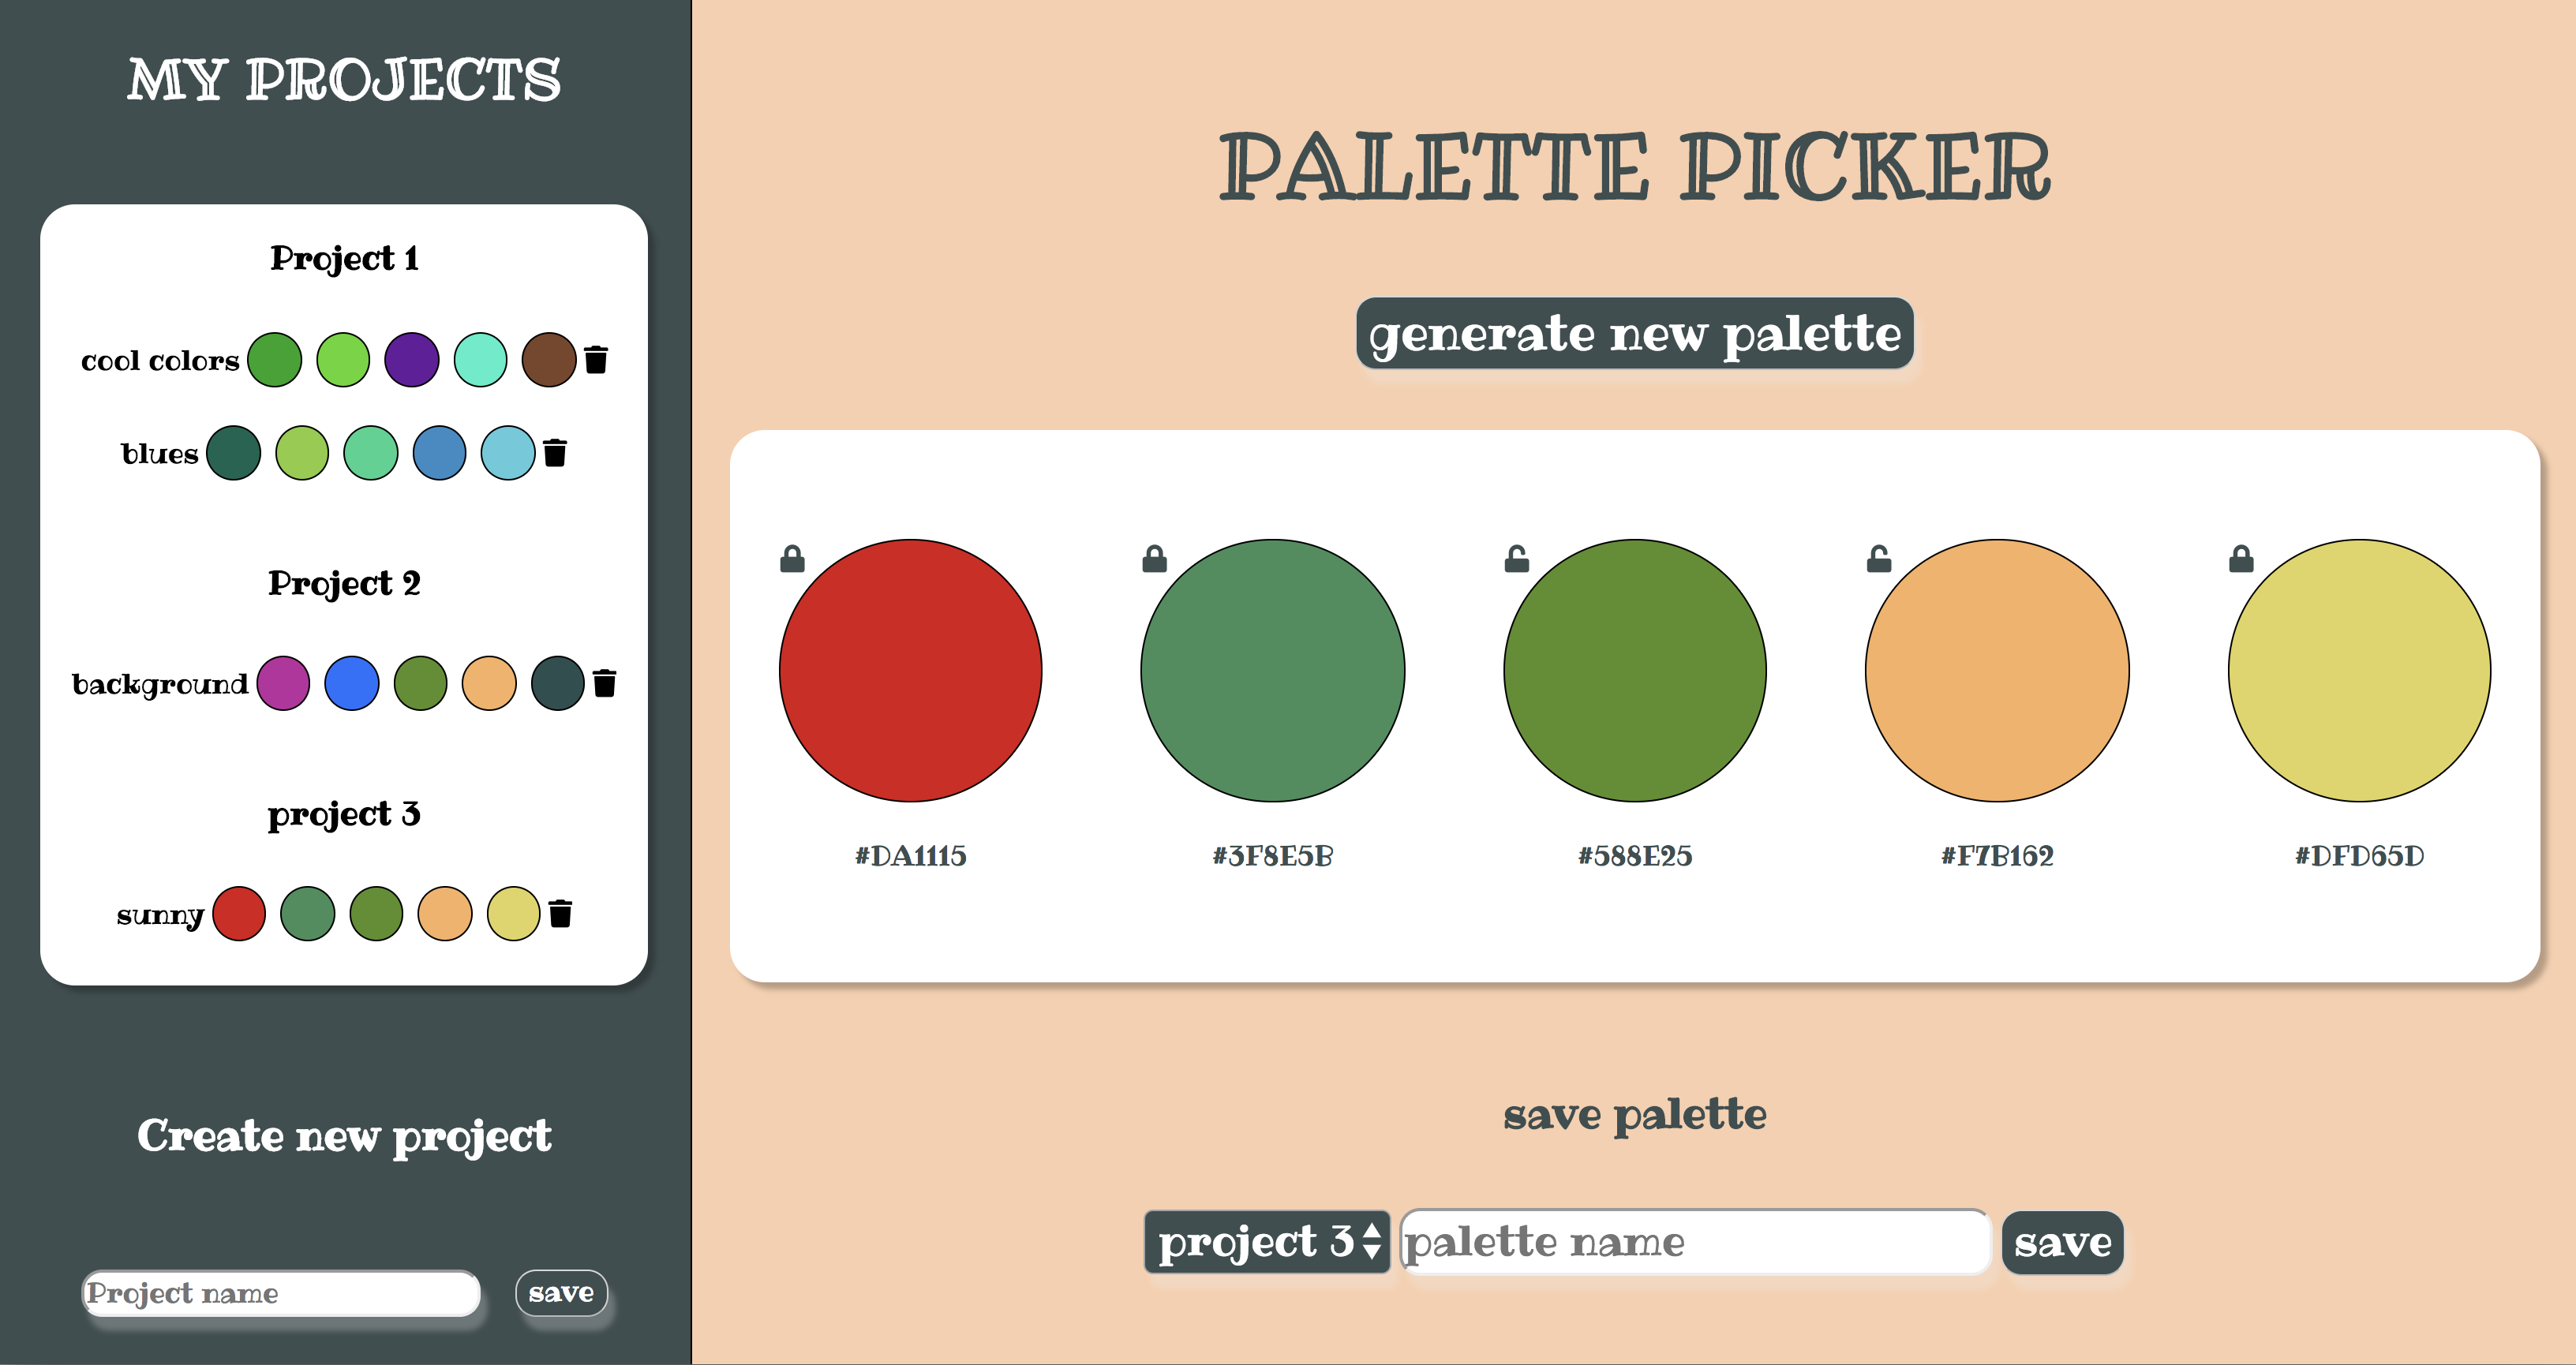 MY PROJECTS
Project 1
cool colors
blues
Project 2
background
project 3
sunny
Create new project
Project name
save
PALETTE PICKER
generate new palette
#DA1115
#3F8E5B
#588E25
#F7B162
#DFD65D
save palette
project 3
palette name
save